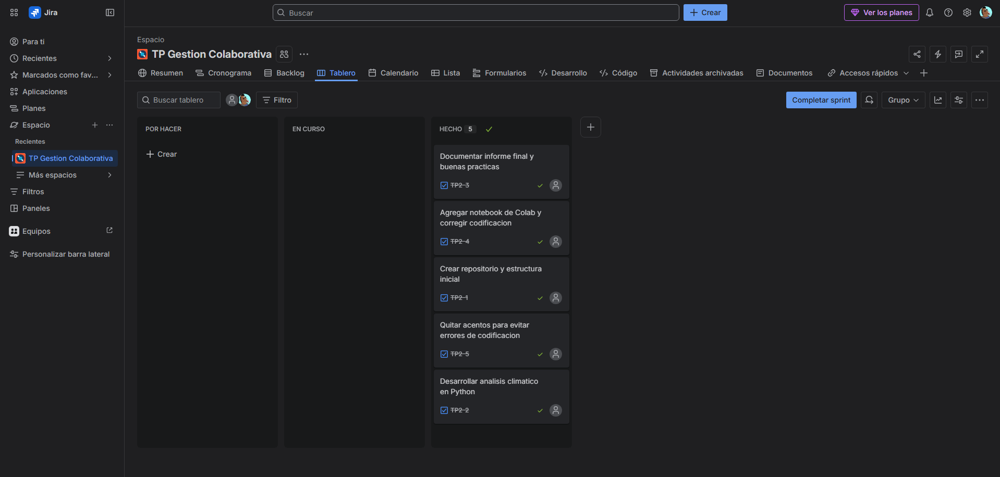 Jira
Buscar
Crear
Ver los planes
Para ti
Recientes
Marcados como fav...
Aplicaciones
Planes
Espacio
Recientes
TP Gestion Colaborativa
Más espacios
Filtros
Paneles
Equipos
Personalizar barra lateral
Espacio
TP Gestion Colaborativa
Resumen
Cronograma
Backlog
Tablero
Calendario
Lista
Formularios
Desarrollo
Código
Actividades archivadas
Documentos
Accesos rápidos
Buscar tablero
Filtro
Completar sprint
Grupo
POR HACER
Crear
EN CURSO
HECHO 5
Documentar informe final y
buenas practicas
TP2-3
Agregar notebook de Colab y
corregir codificacion
TP2-4
Crear repositorio y estructura
inicial
TP2-1
Quitar acentos para evitar
errores de codificacion
TP2-5
Desarrollar analisis climatico
en Python
TP2-2